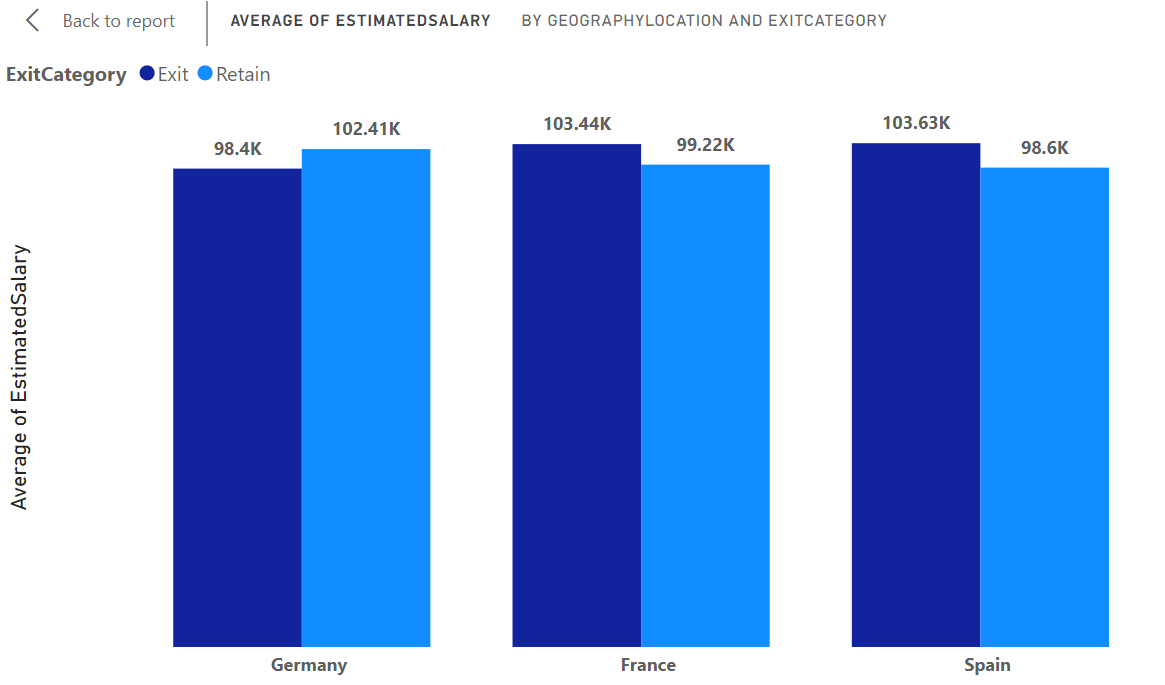 Back to report
AVERAGE OF ESTIMATEDSALARY BY GEOGRAPHYLOCATION AND EXITCATEGORY
ExitCategory Exit Retain
98.4K 102.41K 103.44K 99.22K 103.63K 98.6K
Average of EstimatedSalary
Germany France Spain